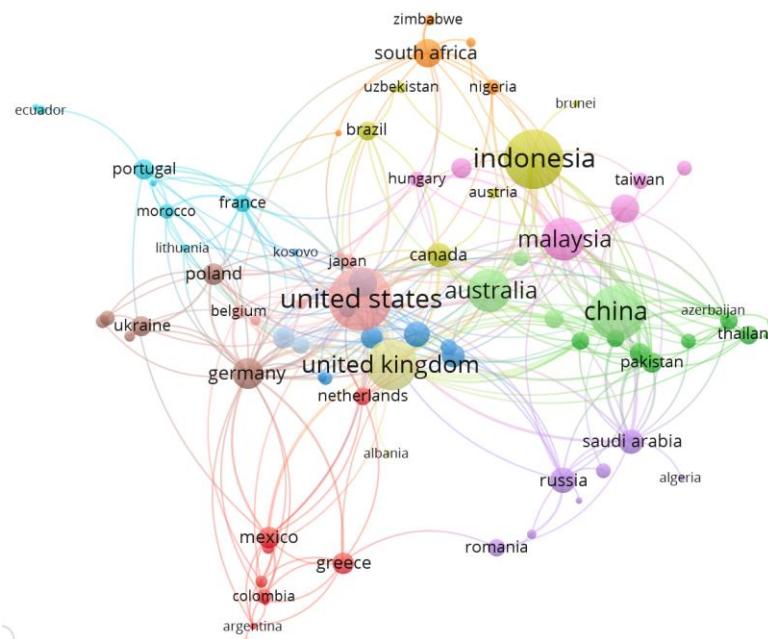 zimbabwe
south africa
uzbekistan
nigeria
brunei
ecuador
brazil
indonesia
portugal
hungary
taiwan
austria
morocco
france
malaysia
lithuania
kosovo
japan
canada
poland
united states
australia
belgium
china
azerbaijan
ukraine
thailan
united kingdom
pakistan
germany
netherlands
saudi arabia
albania
russia
algeria
mexico
romania
greece
colombia
argentina